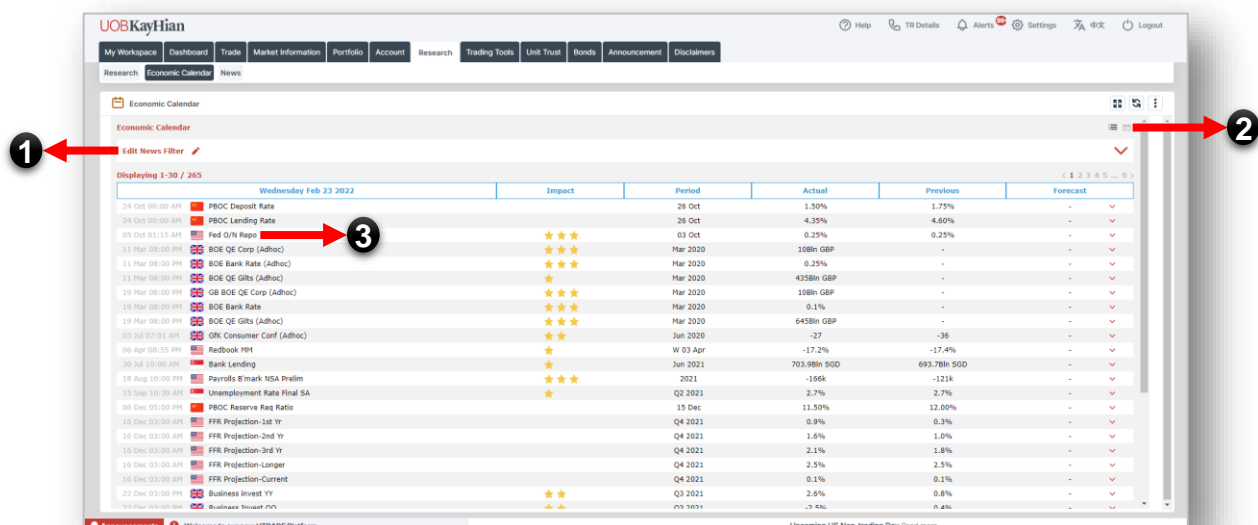 UOBKayHian
Help TR Details Alerts 99+ Settings 中文 Logout
My Workspace Dashboard Trade Market Information Portfolio Account Research Trading Tools Unit Trust Bonds Announcement Disclaimers
Research Economic Calendar News
Economic Calendar
Economic Calendar
2
1
Edit News Filter
Displaying 1-30 / 265 < 1 2 3 4 5 ... 9 >
Wednesday Feb 23 2022 Impact Period Actual Previous Forecast
24 Oct 00:00 AM PBOC Deposit Rate 26 Oct 1.50% 1.75% -
24 Oct 00:00 AM PBOC Lending Rate 26 Oct 4.35% 4.60% -
05 Oct 01:15 AM Fed O/N Repo 3 03 Oct 0.25% 0.25% -
11 Mar 08:00 PM BOE QE Corp (Adhoc) Mar 2020 10Bln GBP - -
11 Mar 08:00 PM BOE Bank Rate (Adhoc) Mar 2020 0.25% - -
11 Mar 08:00 PM BOE QE Gilts (Adhoc) Mar 2020 435Bln GBP - -
19 Mar 08:00 PM GB BOE QE Corp (Adhoc) Mar 2020 10Bln GBP - -
19 Mar 08:00 PM BOE Bank Rate Mar 2020 0.1% - -
19 Mar 08:00 PM BOE QE Gilts (Adhoc) Mar 2020 645Bln GBP - -
03 Jul 07:01 AM GfK Consumer Conf (Adhoc) Jun 2020 -27 -36 -
06 Apr 08:55 PM Redbook MM W 03 Apr -17.2% -17.4% -
30 Jul 10:00 AM Bank Lending Jun 2021 703.9Bln SGD 693.7Bln SGD -
18 Aug 10:00 PM Payrolls B'mark NSA Prelim 2021 -166k -121k -
15 Sep 10:30 AM Unemployment Rate Final SA Q2 2021 2.7% 2.7% -
06 Dec 05:00 PM PBOC Reserve Req Ratio 15 Dec 11.50% 12.00% -
16 Dec 03:00 AM FFR Projection-1st Yr Q4 2021 0.9% 0.3% -
16 Dec 03:00 AM FFR Projection-2nd Yr Q4 2021 1.6% 1.0% -
16 Dec 03:00 AM FFR Projection-3rd Yr Q4 2021 2.1% 1.8% -
16 Dec 03:00 AM FFR Projection-Longer Q4 2021 2.5% 2.5% -
16 Dec 03:00 AM FFR Projection-Current Q4 2021 0.1% 0.1% -
22 Dec 03:00 PM Business invest YY Q3 2021 2.6% 0.8% -
22 Dec 03:00 PM Business Invest QQ Q3 2021 -2.5% 0.4% -